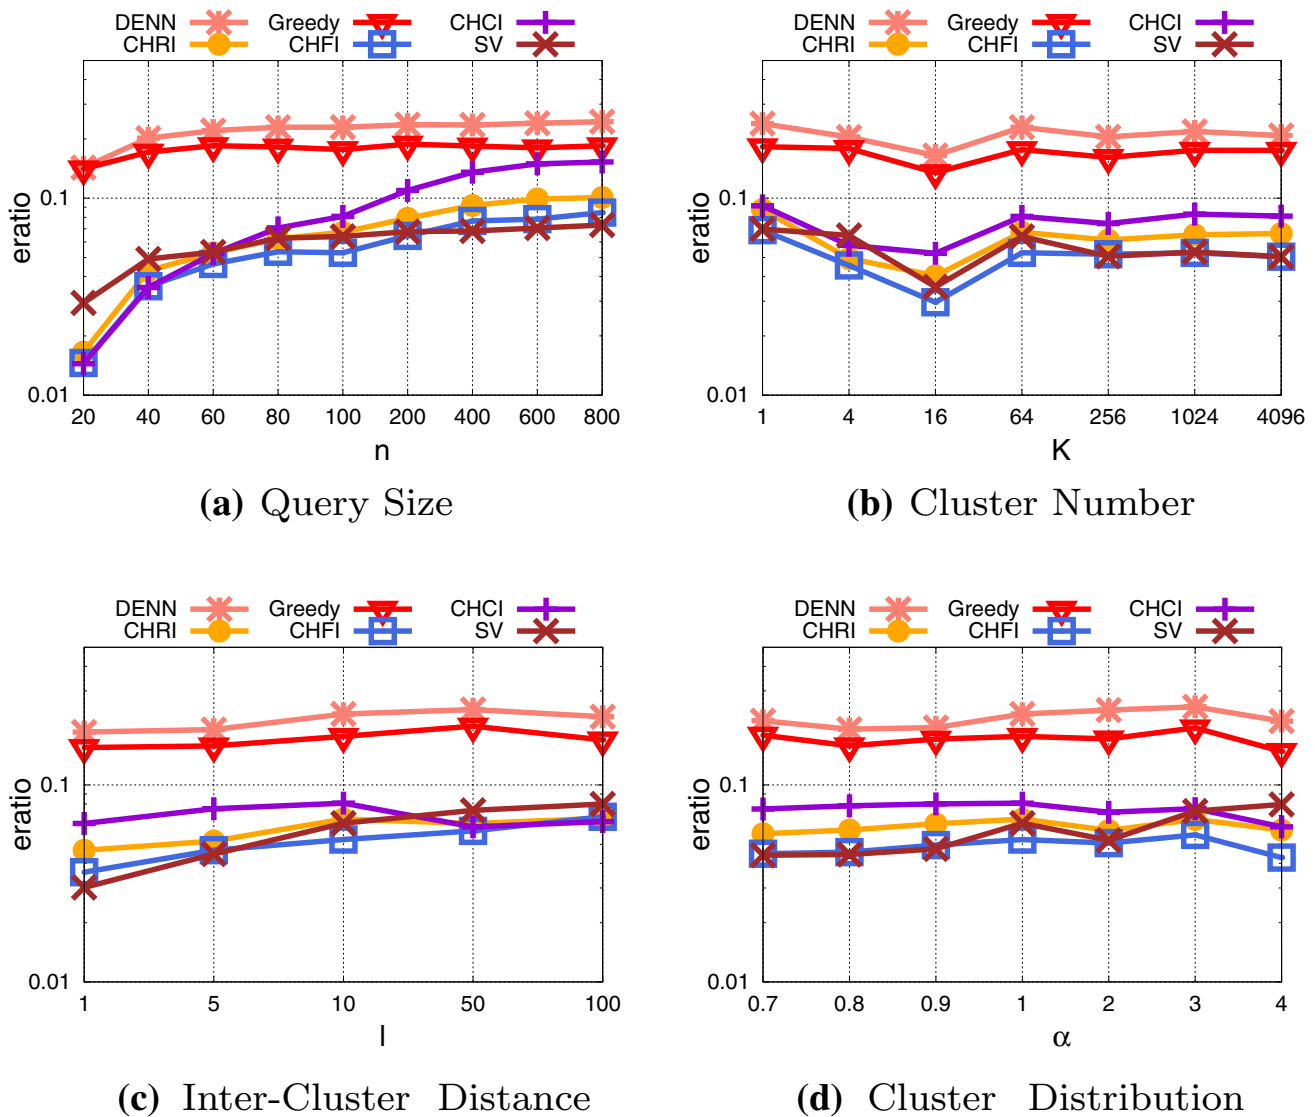 DENN Greedy CHCI
CHRI CHFI SV
eratio
0.1
0.01
20 40 60 80 100 200 400 600 800
n
(a) Query Size
DENN Greedy CHCI
CHRI CHFI SV
eratio
0.1
0.01
1 4 16 64 256 1024 4096
K
(b) Cluster Number
DENN Greedy CHCI
CHRI CHFI SV
eratio
0.1
0.01
1 5 10 50 100
l
(c) Inter-Cluster Distance
DENN Greedy CHCI
CHRI CHFI SV
eratio
0.1
0.01
0.7 0.8 0.9 1 2 3 4
α
(d) Cluster Distribution